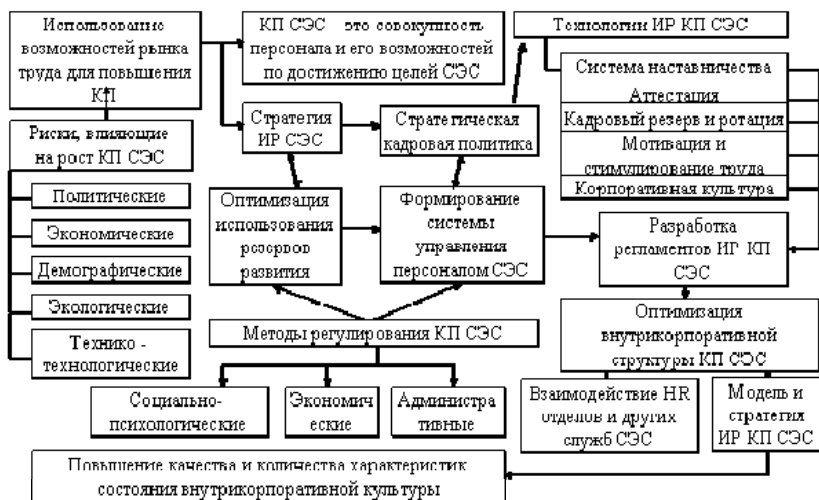 Использование
возможностей рынка
труда для повышения
КП
КП СЭС это совокупность
персонала и его возможностей
по достижению целей СЭС
Технологии ИР КП СЭС
Система наставничества
Аттестация
Кадровый резерв и ротация
Мотивация и
стимулирование труда
Корпоративная культура
Стратегия
ИР СЭС
Стратегическая
кадровая политика
Риски, влияющие
на рост КП СЭС
Политические
Экономические
Демографические
Экологические
Технико -
технологические
Оптимизация
использования
резервов
развития
Формирование
системы
управления
персоналом СЭС
Разработка
регламентов ИР КП
СЭС
Методы регулирования КП СЭС
Оптимизация
внутрикорпоративной
структуры КП СЭС
Социально-
психологические
Экономич
еские
Администра
тивные
Взаимодействие HR
отделов и других
служб СЭС
Модель и
стратегия
ИР КП СЭС
Повышение качества и количества характеристик
состояния внутрикорпоративной культуры